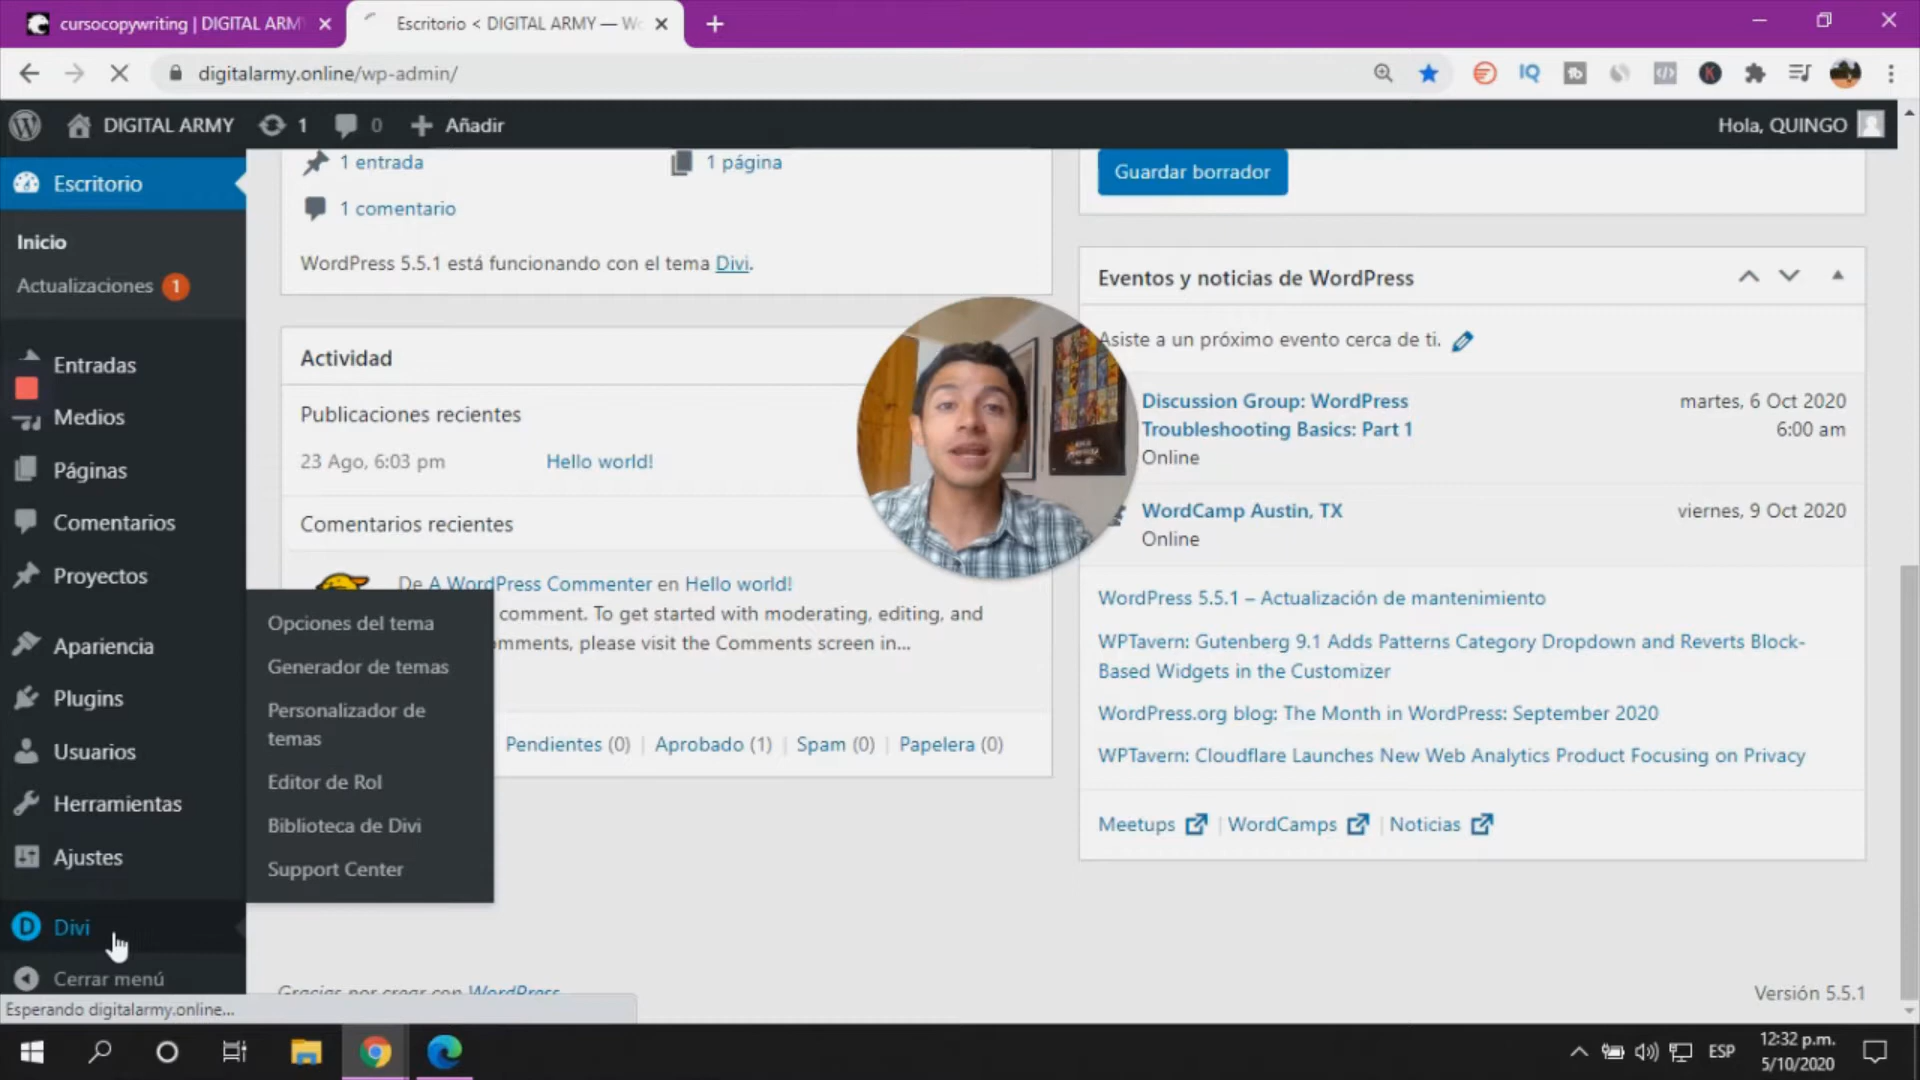 cursocopywriting | DIGITAL ARM
Escritorio < DIGITAL ARMY — Wo
digitalarmy.online/wp-admin/
DIGITAL ARMY
1
0
Añadir
Hola, QUINGO
Escritorio
Inicio
Actualizaciones 1
Entradas
Medios
Páginas
Comentarios
Proyectos
Apariencia
Plugins
Usuarios
Herramientas
Ajustes
Divi
Cerrar menú
Esperando digitalarmy.online...
Opciones del tema
Generador de temas
Personalizador de
temas
Editor de Rol
Biblioteca de Divi
Support Center
1 entrada
1 página
1 comentario
WordPress 5.5.1 está funcionando con el tema Divi.
Actividad
Publicaciones recientes
23 Ago, 6:03 pm
Hello world!
Comentarios recientes
De A WordPress Commenter en Hello world!
comment. To get started with moderating, editing, and
omments, please visit the Comments screen in...
Pendientes (0) | Aprobado (1) | Spam (0) | Papelera (0)
Gracias por crear con WordPress
Guardar borrador
Eventos y noticias de WordPress
Asiste a un próximo evento cerca de ti.
Discussion Group: WordPress
Troubleshooting Basics: Part 1
Online
martes, 6 Oct 2020
6:00 am
WordCamp Austin, TX
Online
viernes, 9 Oct 2020
WordPress 5.5.1 – Actualización de mantenimiento
WPTavern: Gutenberg 9.1 Adds Patterns Category Dropdown and Reverts Block-
Based Widgets in the Customizer
WordPress.org blog: The Month in WordPress: September 2020
WPTavern: Cloudflare Launches New Web Analytics Product Focusing on Privacy
Meetups | WordCamps | Noticias
Versión 5.5.1
ESP
12:32 p.m.
5/10/2020